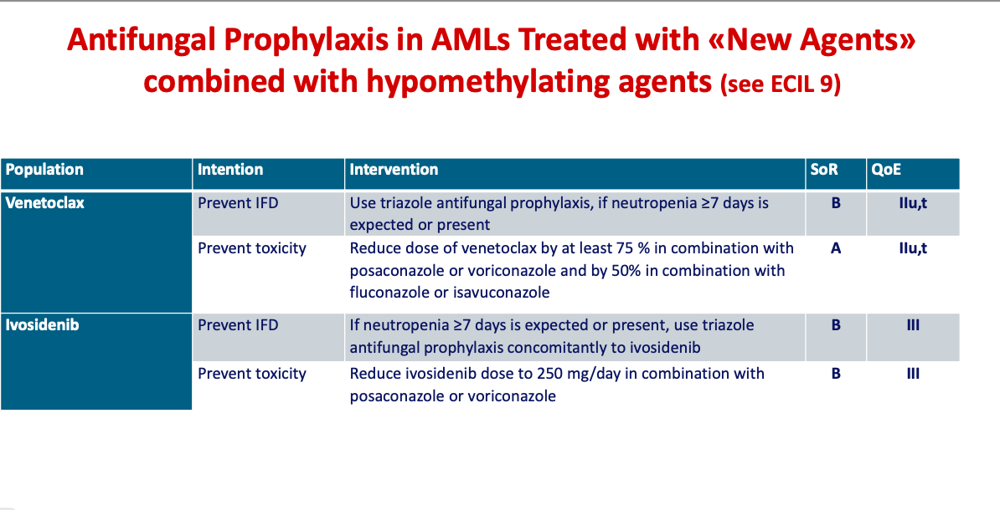 Antifungal Prophylaxis in AMLs Treated with «New Agents»
combined with hypomethylating agents (see ECIL 9)
Population Intention Intervention SoR QoE
Venetoclax Prevent IFD Use triazole antifungal prophylaxis, if neutropenia ≥7 days is B IIu,t
expected or present
Prevent toxicity Reduce dose of venetoclax by at least 75 % in combination with A IIu,t
posaconazole or voriconazole and by 50% in combination with
fluconazole or isavuconazole
Ivosidenib Prevent IFD If neutropenia ≥7 days is expected or present, use triazole B III
antifungal prophylaxis concomitantly to ivosidenib
Prevent toxicity Reduce ivosidenib dose to 250 mg/day in combination with B III
posaconazole or voriconazole